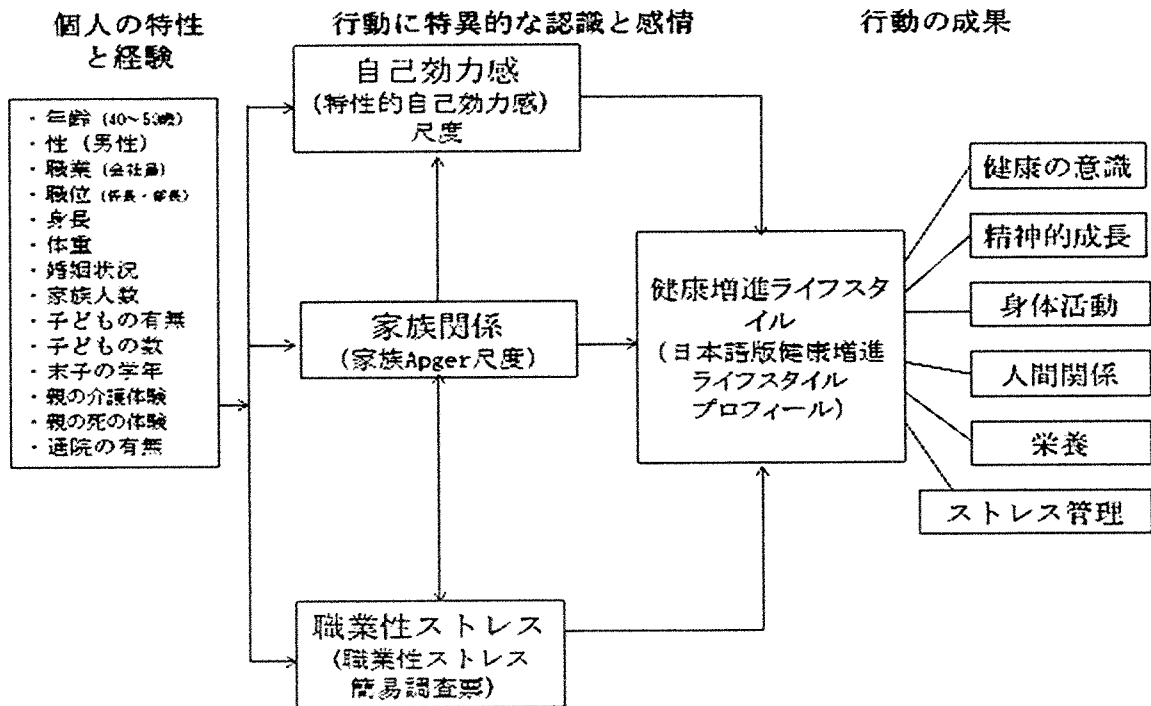 個人の特性
と経験
行動に特異的な認識と感情
行動の成果
・年齢 (40～59歳)
・性 (男性)
・職業 (会社員)
・職位 (係長・部長)
・身長
・体重
・婚姻状況
・家族人数
・子どもの有無
・子どもの数
・末子の学年
・親の介護体験
・親の死の体験
・通院の有無
自己効力感
(特性的自己効力感)
尺度
家族関係
(家族Apger尺度)
職業性ストレス
(職業性ストレス
簡易調査票)
健康増進ライフスタ
イル
(日本語版健康増進
ライフスタイル
プロフィール)
健康の意識
精神的成長
身体活動
人間関係
栄養
ストレス管理